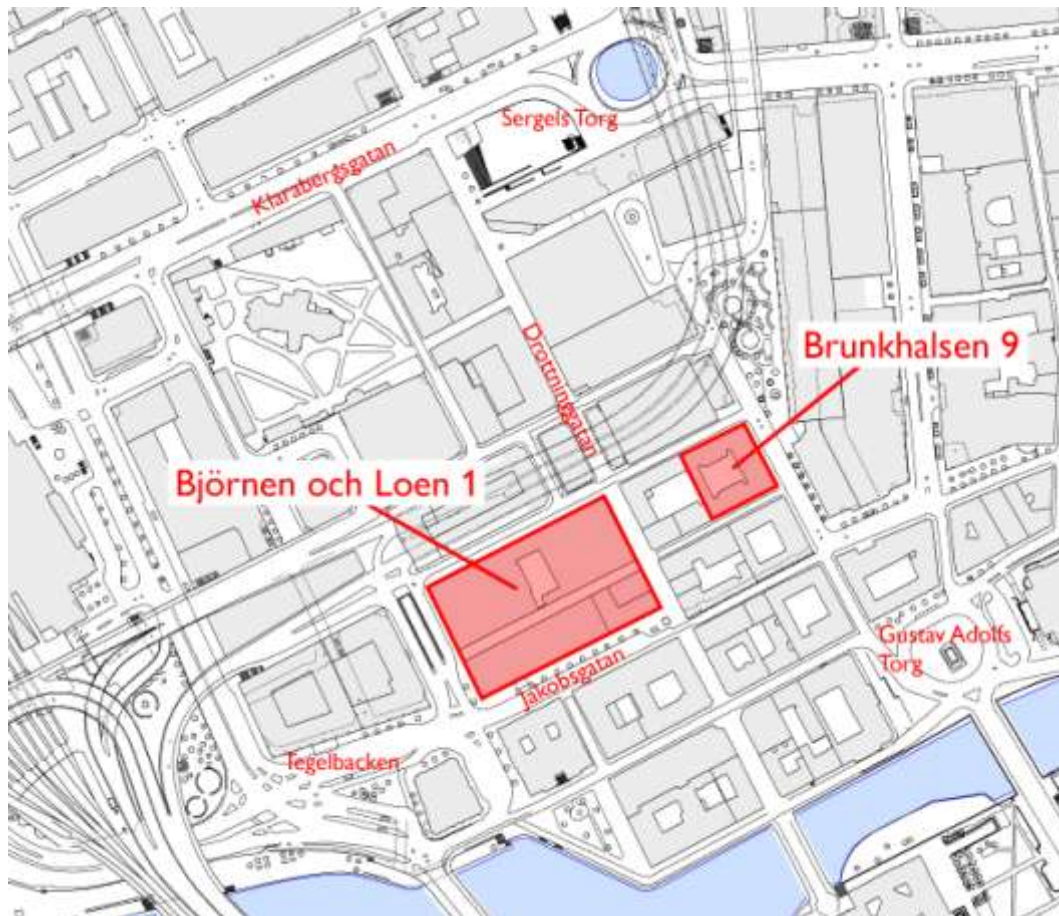 Sergels Torg
Klarabergsgatan
Drottninggatan
Brunkhalsen 9
Björnen och Loen 1
Gustav Adolfs
Torg
Jakobsgatan
Tegelbacken